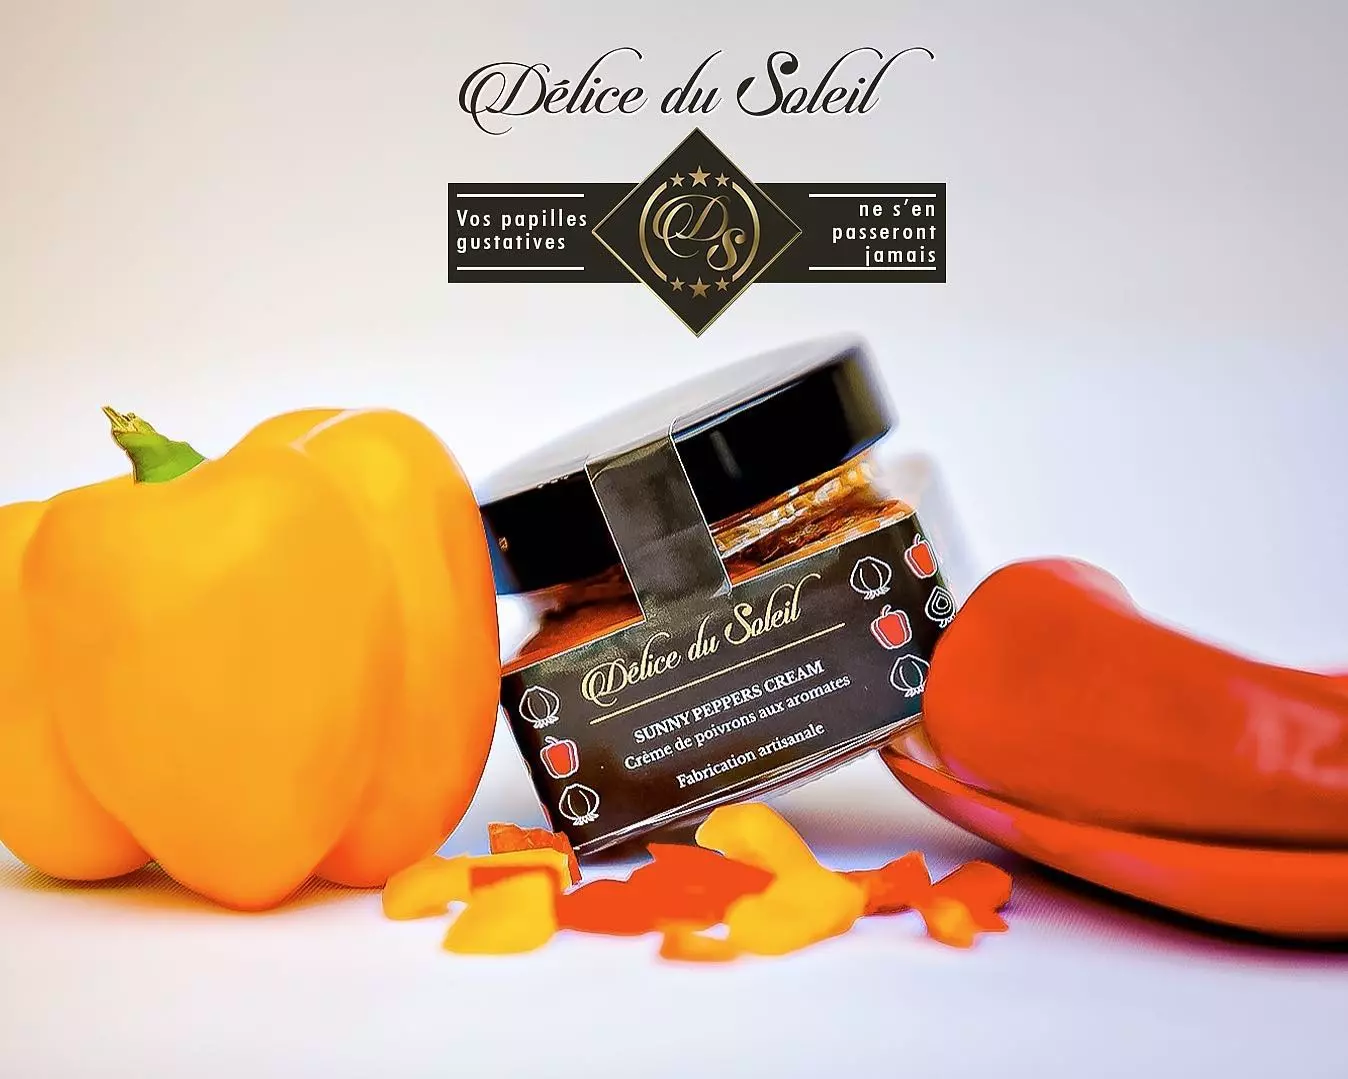 Délice du Soleil
Vos papilles
gustatives
DS
ne s'en
passeront
jamais
Délice du Soleil
SUNNY PEPPERS CREAM
Crème de poivrons aux aromates
Fabrication artisanale